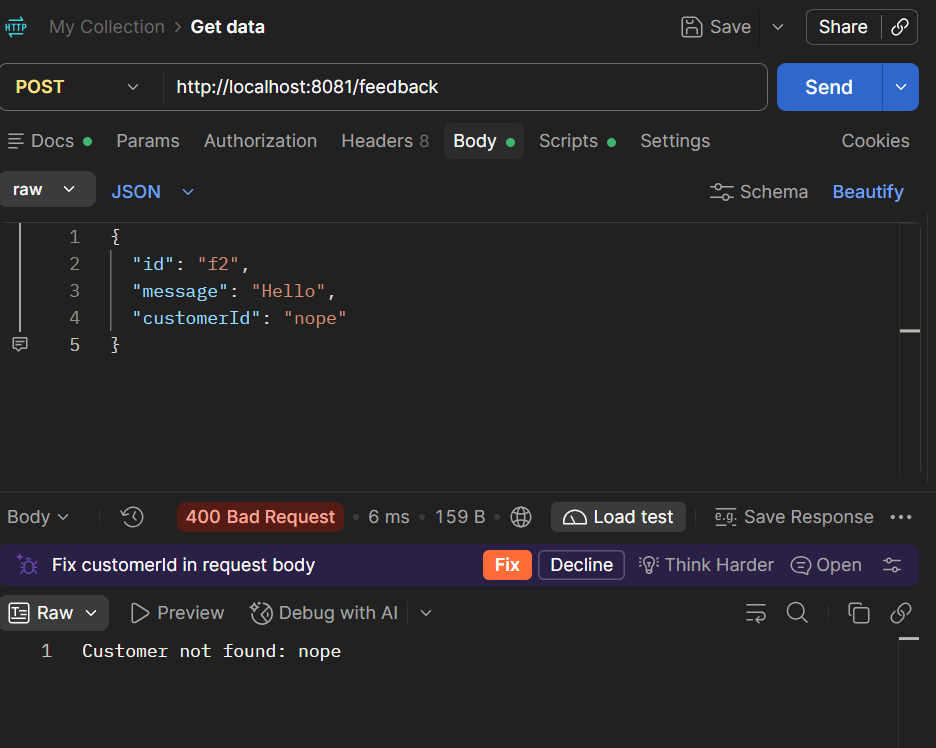 HTTP My Collection > Get data Save Share
POST http://localhost:8081/feedback Send
Docs Params Authorization Headers 8 Body Scripts Settings Cookies
raw JSON Schema Beautify
1 {
2 "id": "f2",
3 "message": "Hello",
4 "customerId": "nope"
5 }
Body 400 Bad Request • 6 ms • 159 B • Load test e.g. Save Response
Fix customerId in request body Fix Decline Think Harder Open
Raw Preview Debug with AI
1 Customer not found: nope